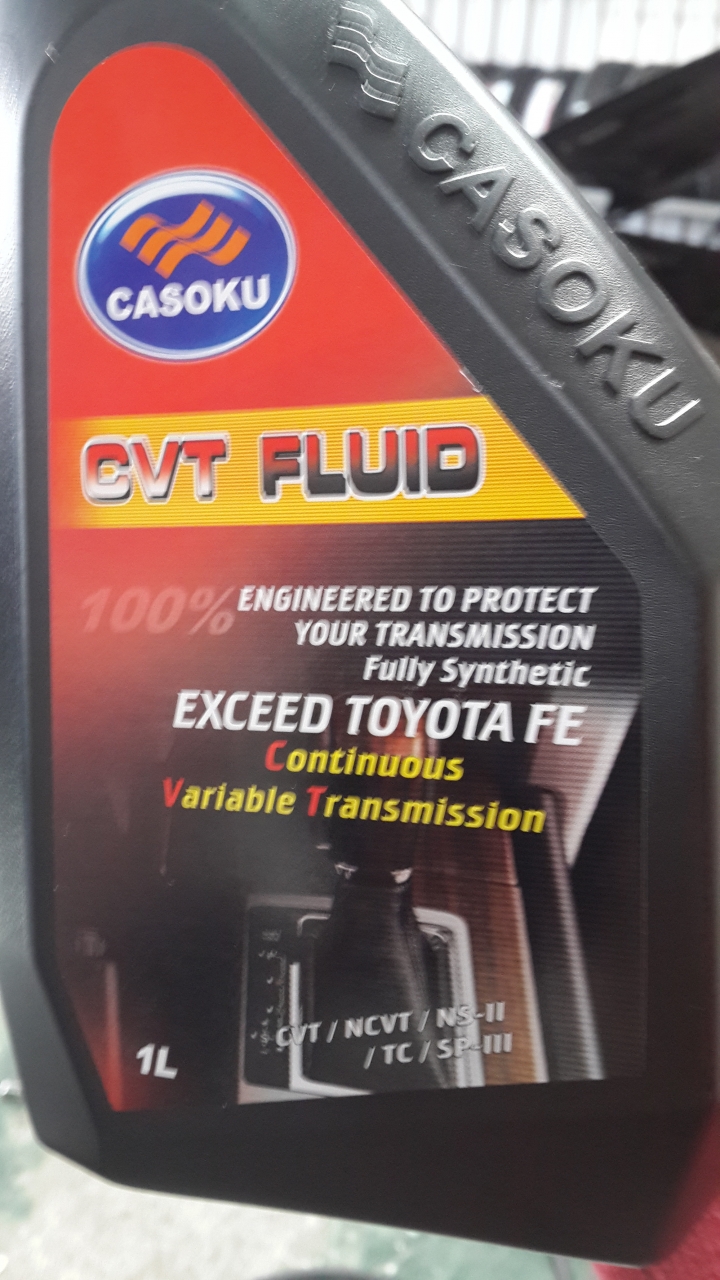 CASOKU
CASOKU
CVT FLUID
100% ENGINEERED TO PROTECT
YOUR TRANSMISSION
Fully Synthetic
EXCEED TOYOTA FE
Continuous
Variable Transmission
CVT / NCVT / NS-II
/ TC / SP-III
1L